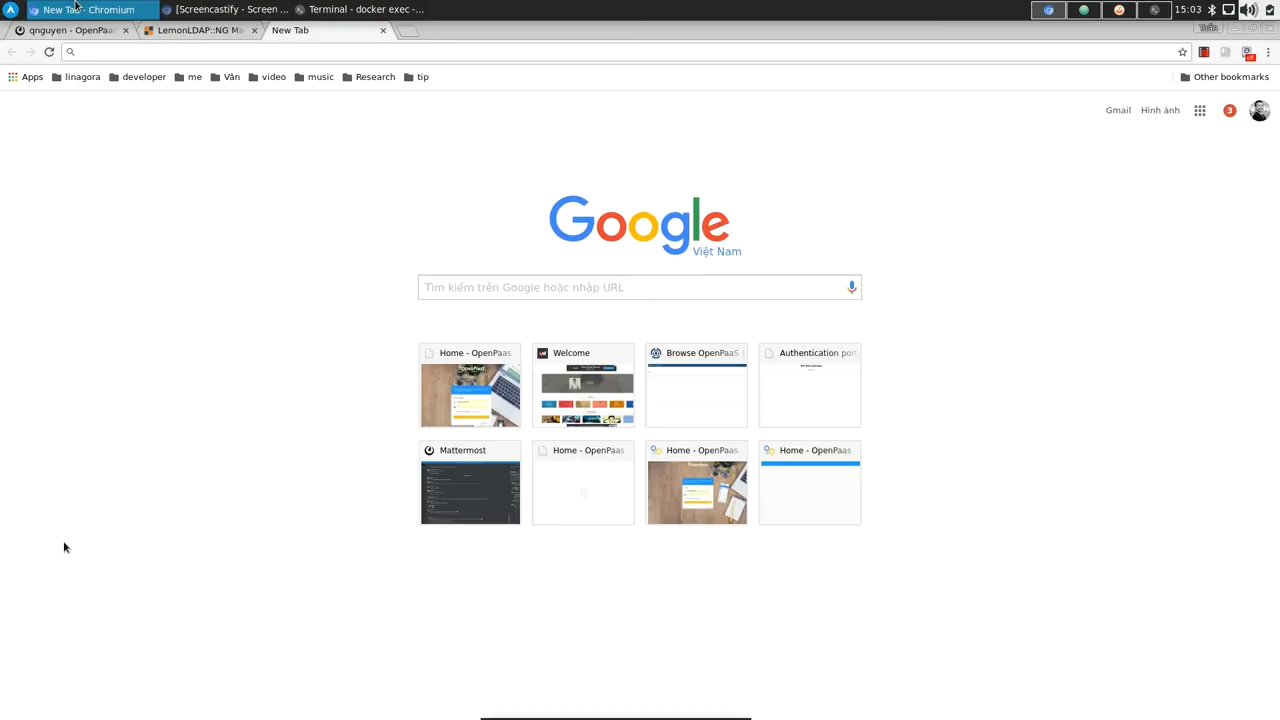 New Tab - Chromium
[Screencastify - Screen ...
Terminal - docker exec -...
15:03
qnguyen - OpenPaa
LemonLDAP::NG Ma
New Tab
Tuấn
Apps
linagora
developer
me
Vân
video
music
Research
tip
Other bookmarks
Gmail
Hình ảnh
3
Google
Việt Nam
Tìm kiếm trên Google hoặc nhập URL
Home - OpenPaas
Welcome
Browse OpenPaaS
Authentication port
Mattermost
Home - OpenPaas
Home - OpenPaas
Home - OpenPaas